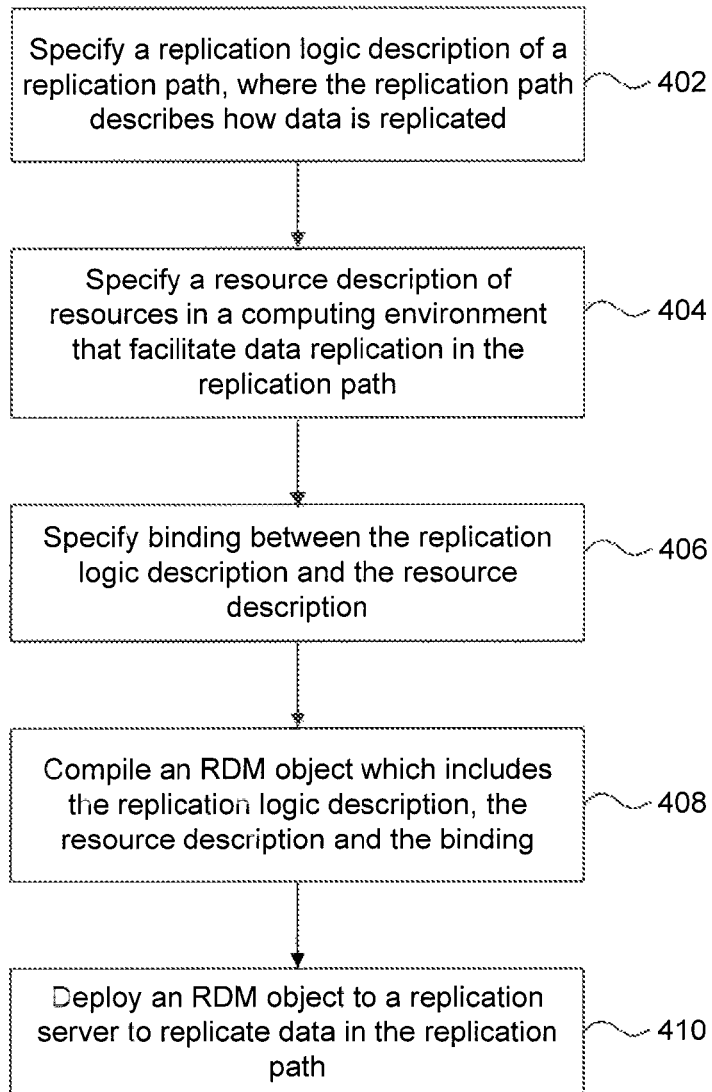 Specify a replication logic description of a
replication path, where the replication path
describes how data is replicated
402
Specify a resource description of
resources in a computing environment
that facilitate data replication in the
replication path
404
Specify binding between the replication
logic description and the resource
description
406
Compile an RDM object which includes
the replication logic description, the
resource description and the binding
408
Deploy an RDM object to a replication
server to replicate data in the replication
path
410